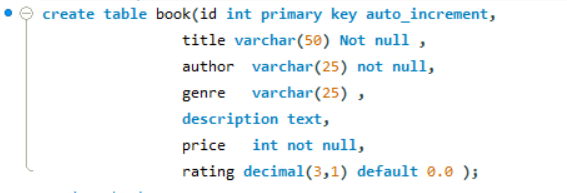 create table book(id int primary key auto_increment,
title varchar(50) Not null ,
author  varchar(25) not null,
genre   varchar(25) ,
description text,
price   int not null,
rating decimal(3,1) default 0.0 );